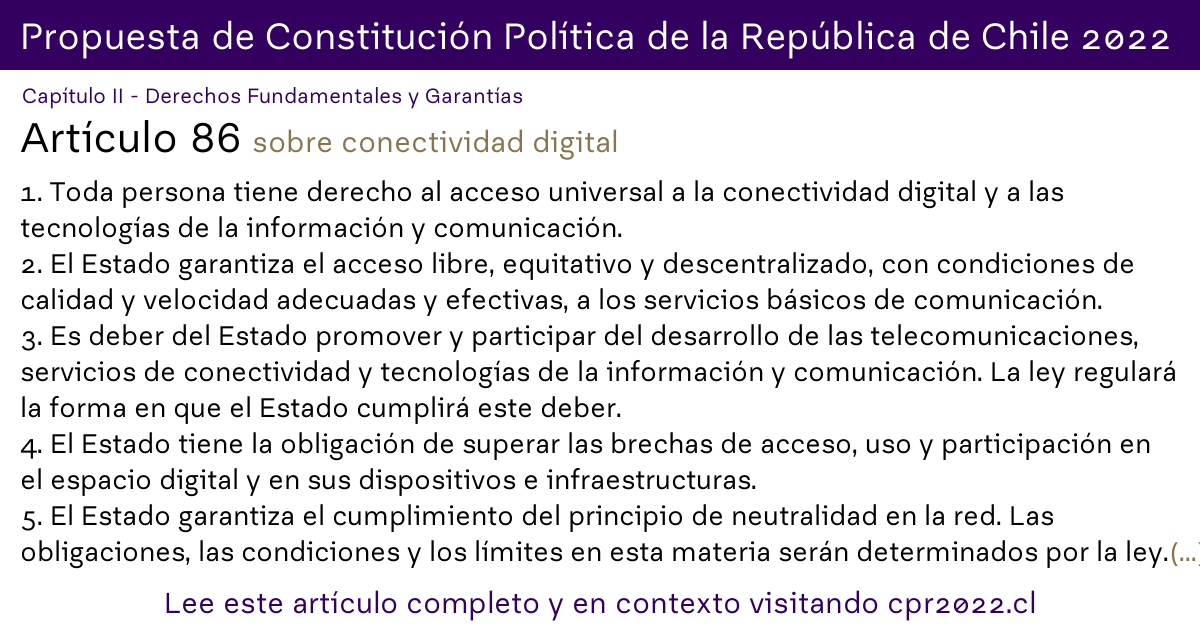 Propuesta de Constitución Política de la República de Chile 2022
Capítulo II - Derechos Fundamentales y Garantías
Artículo 86 sobre conectividad digital
1. Toda persona tiene derecho al acceso universal a la conectividad digital y a las
tecnologías de la información y comunicación.
2. El Estado garantiza el acceso libre, equitativo y descentralizado, con condiciones de
calidad y velocidad adecuadas y efectivas, a los servicios básicos de comunicación.
3. Es deber del Estado promover y participar del desarrollo de las telecomunicaciones,
servicios de conectividad y tecnologías de la información y comunicación. La ley regulará
la forma en que el Estado cumplirá este deber.
4. El Estado tiene la obligación de superar las brechas de acceso, uso y participación en
el espacio digital y en sus dispositivos e infraestructuras.
5. El Estado garantiza el cumplimiento del principio de neutralidad en la red. Las
obligaciones, las condiciones y los límites en esta materia serán determinados por la ley.(...)
Lee este artículo completo y en contexto visitando cpr2022.cl